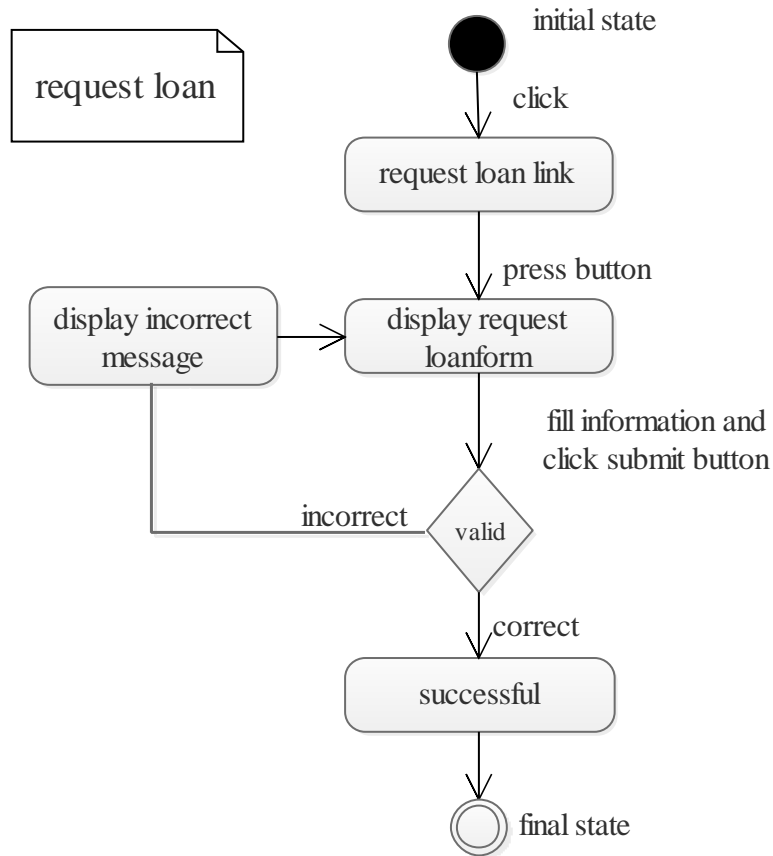 initial state
request loan
click
request loan link
press button
display incorrect
message
display request
loanform
fill information and
click submit button
incorrect
valid
correct
successful
final state